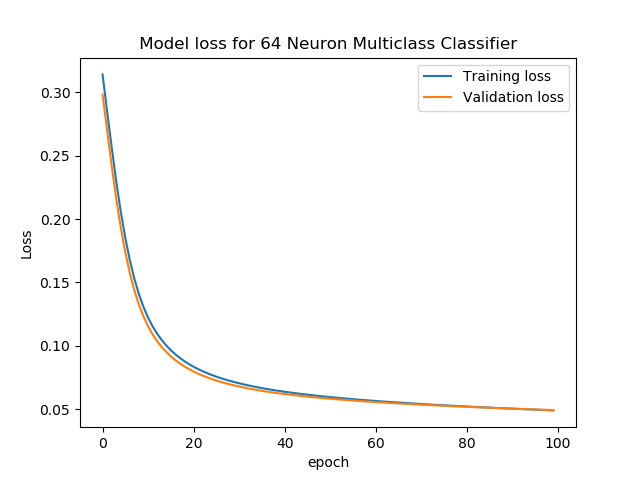 Model loss for 64 Neuron Multiclass Classifier
Training loss
Validation loss
0.30
0.25
0.20
0.15
0.10
0.05
Loss
0 20 40 60 80 100
epoch